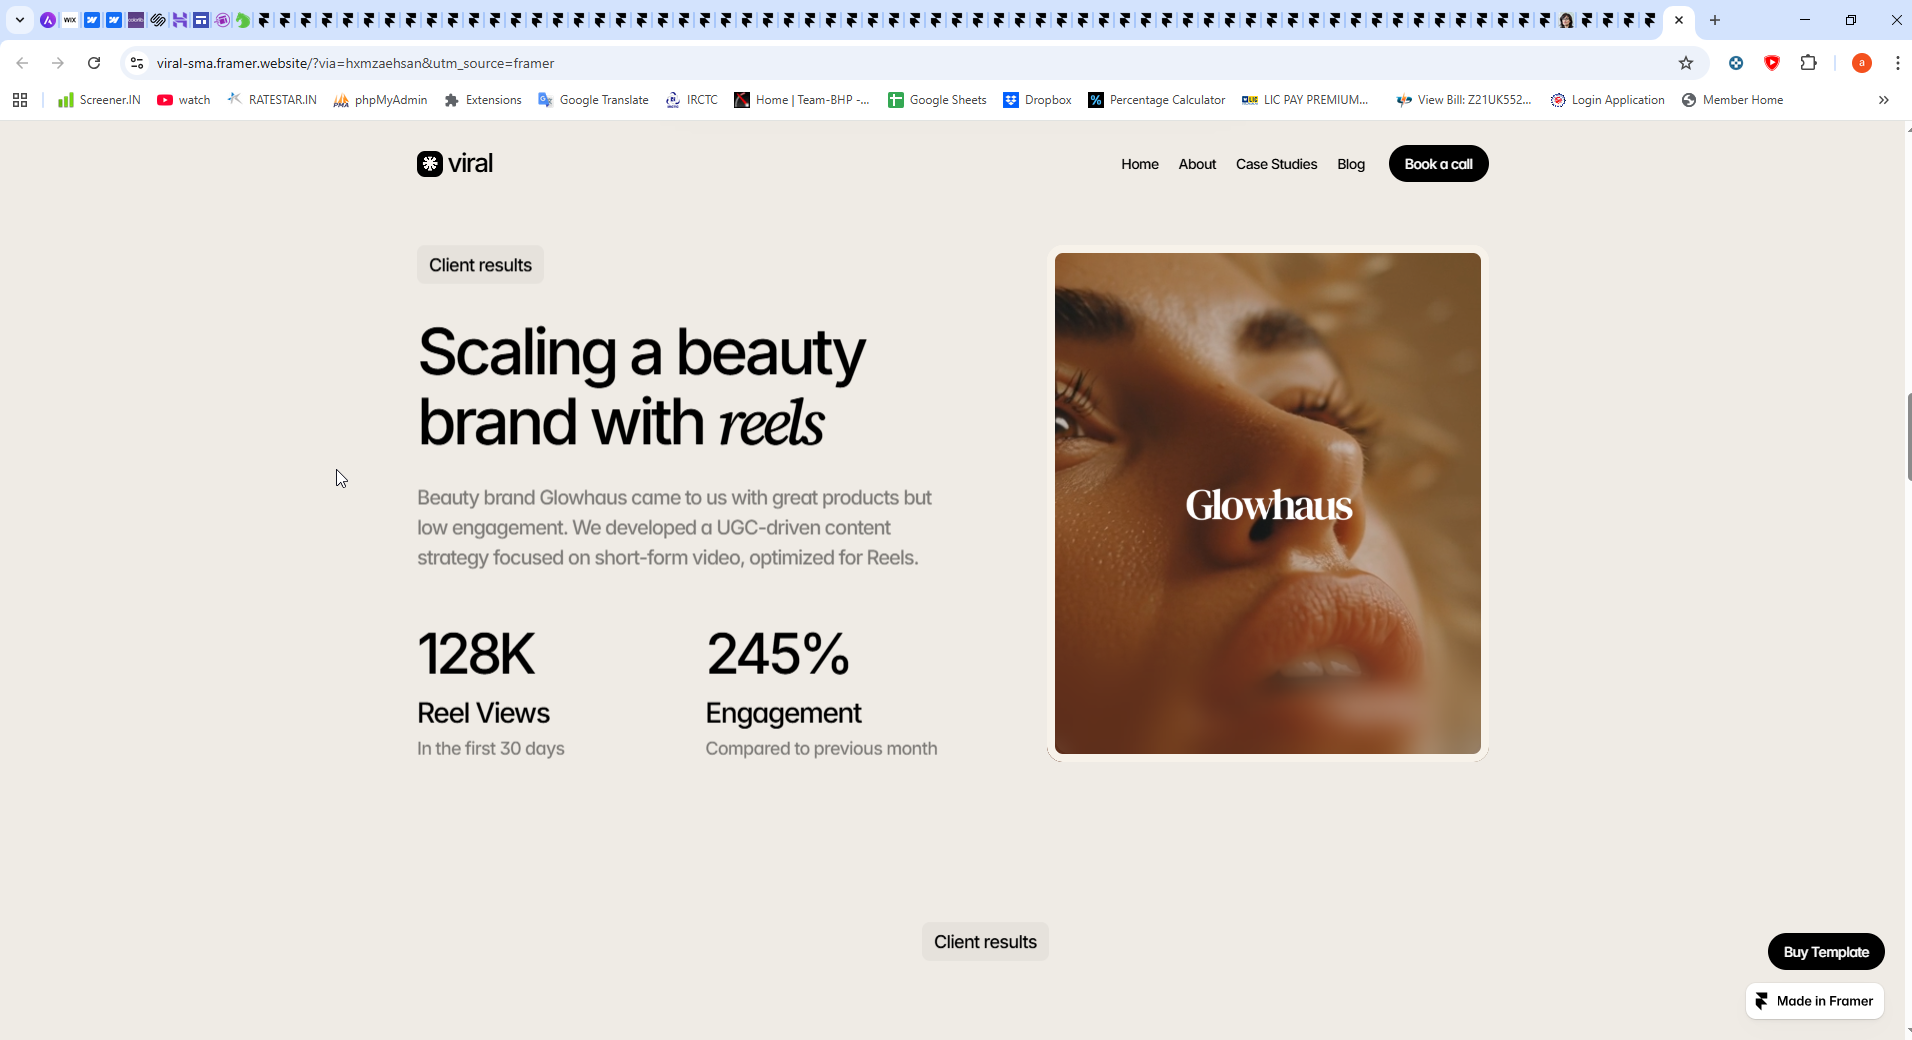 WIX
viral-sma.framer.website/?via=hxmzaehsan&utm_source=framer
a
Screener.IN
watch
RATESTAR.IN
phpMyAdmin
Extensions
Google Translate
IRCTC
Home | Team-BHP -...
Google Sheets
Dropbox
Percentage Calculator
LIC PAY PREMIUM...
View Bill: Z21UK552...
Login Application
Member Home
viral
Home
About
Case Studies
Blog
Book a call
Client results
Scaling a beauty
brand with reels
Beauty brand Glowhaus came to us with great products but
low engagement. We developed a UGC-driven content
strategy focused on short-form video, optimized for Reels.
128K
Reel Views
In the first 30 days
245%
Engagement
Compared to previous month
Glowhaus
Client results
Buy Template
Made in Framer